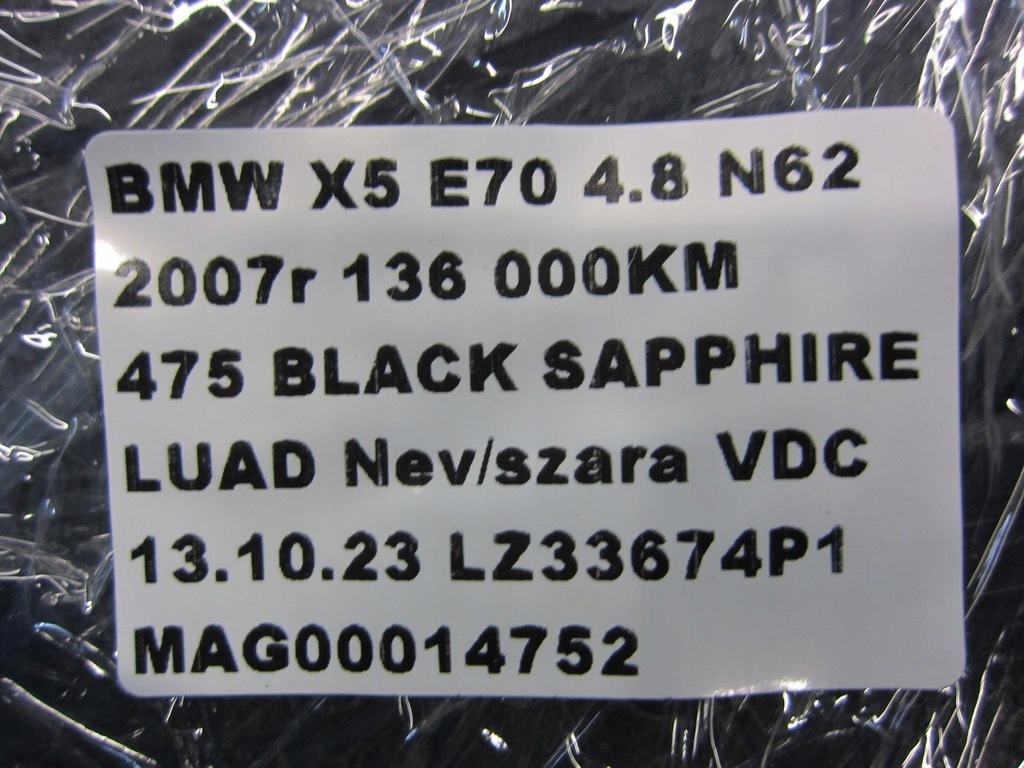 BMW X5 E70 4.8 N62
2007r 136 000KM
475 BLACK SAPPHIRE
LUAD Nev/szara VDC
13.10.23 LZ33674P1
MAG00014752